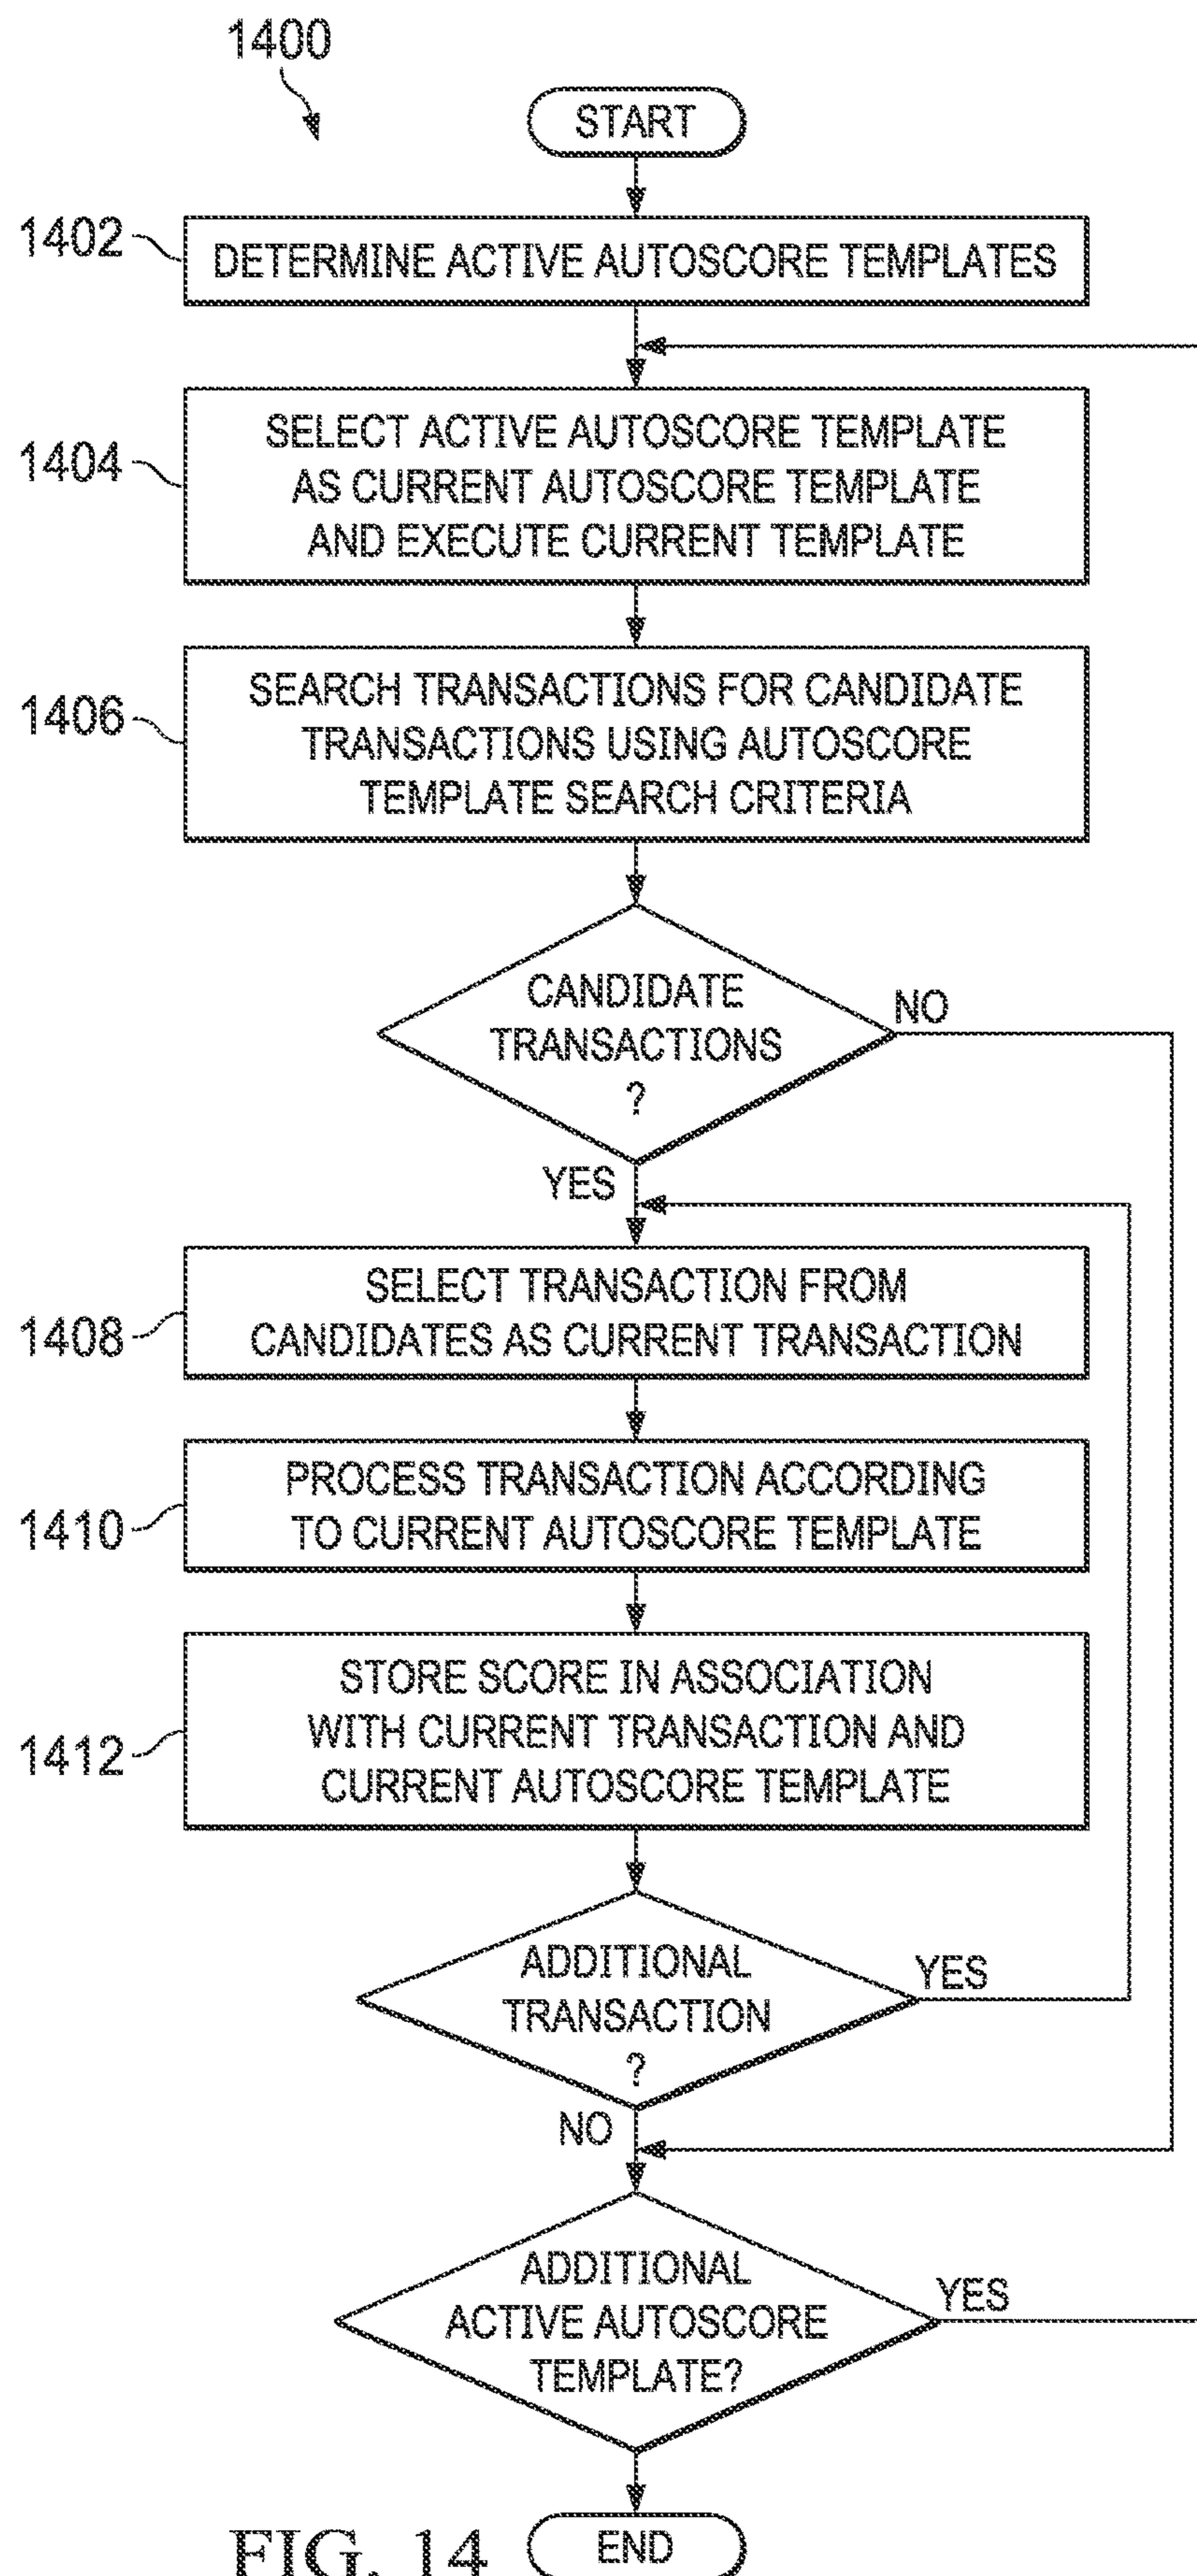 1400
START
1402
DETERMINE ACTIVE AUTOSCORE TEMPLATES
1404
SELECT ACTIVE AUTOSCORE TEMPLATE
AS CURRENT AUTOSCORE TEMPLATE
AND EXECUTE CURRENT TEMPLATE
1406
SEARCH TRANSACTIONS FOR CANDIDATE
TRANSACTIONS USING AUTOSCORE
TEMPLATE SEARCH CRITERIA
CANDIDATE
TRANSACTIONS
?
NO
YES
1408
SELECT TRANSACTION FROM
CANDIDATES AS CURRENT TRANSACTION
1410
PROCESS TRANSACTION ACCORDING
TO CURRENT AUTOSCORE TEMPLATE
1412
STORE SCORE IN ASSOCIATION
WITH CURRENT TRANSACTION AND
CURRENT AUTOSCORE TEMPLATE
ADDITIONAL
TRANSACTION
?
YES
NO
ADDITIONAL
ACTIVE AUTOSCORE
TEMPLATE?
YES
END
FIG. 14